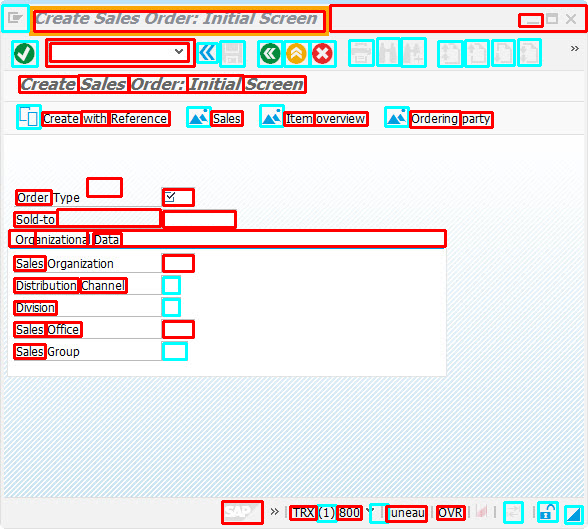 Create Sales Order: Initial Screen
Create Sales Order: Initial Screen
Create with Reference Sales Item overview Ordering party
Order Type
Sold-to
Organizational Data
Sales Organization
Distribution Channel
Division
Sales Office
Sales Group
SAP TRX (1) 800 uneau OVR